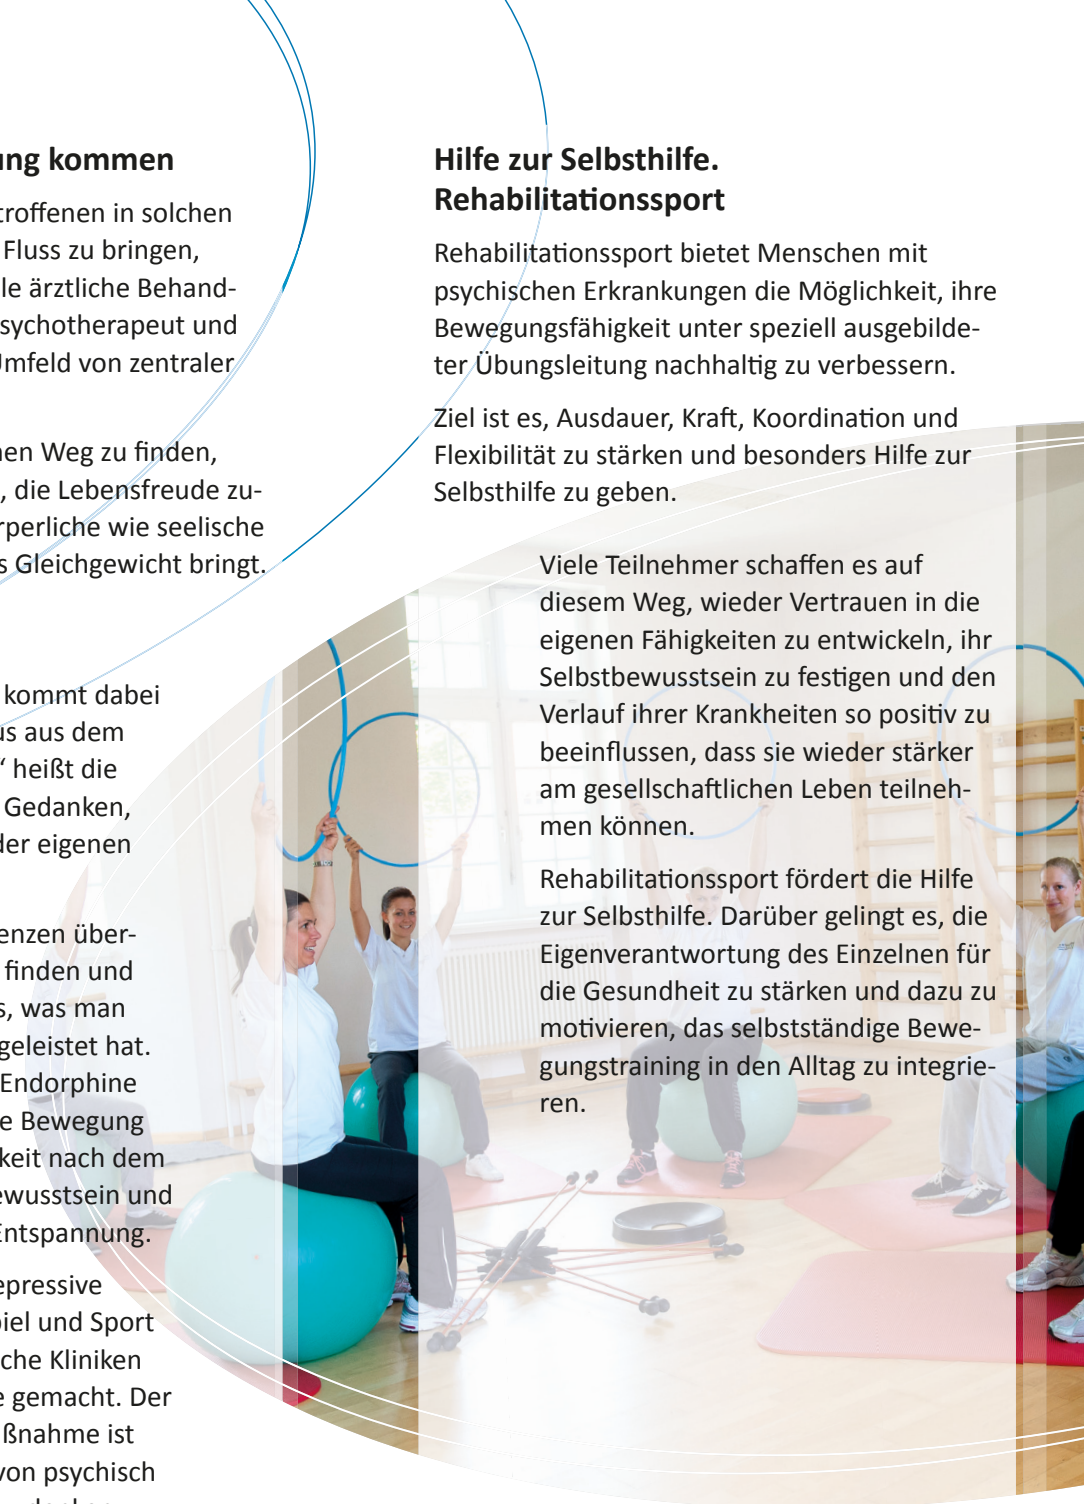 ung kommen
troffenen in solchen
Fluss zu bringen,
le ärztliche Behand-
sychotherapeut und
Umfeld von zentraler
nen Weg zu finden,
, die Lebensfreude zu-
rperliche wie seelische
s Gleichgewicht bringt.
kommt dabei
us aus dem
“ heißt die
Gedanken,
der eigenen
enzen über-
finden und
s, was man
geleistet hat.
Endorphine
e Bewegung
keit nach dem
ewusstsein und
Entspannung.
epressive
piel und Sport
che Kliniken
e gemacht. Der
ßnahme ist
von psychisch
Hilfe zur Selbsthilfe.
Rehabilitationssport
Rehabilitationssport bietet Menschen mit
psychischen Erkrankungen die Möglichkeit, ihre
Bewegungsfähigkeit unter speziell ausgebilde-
ter Übungsleitung nachhaltig zu verbessern.
Ziel ist es, Ausdauer, Kraft, Koordination und
Flexibilität zu stärken und besonders Hilfe zur
Selbsthilfe zu geben.
Viele Teilnehmer schaffen es auf
diesem Weg, wieder Vertrauen in die
eigenen Fähigkeiten zu entwickeln, ihr
Selbstbewusstsein zu festigen und den
Verlauf ihrer Krankheiten so positiv zu
beeinflussen, dass sie wieder stärker
am gesellschaftlichen Leben teilneh-
men können.
Rehabilitationssport fördert die Hilfe
zur Selbsthilfe. Darüber gelingt es, die
Eigenverantwortung des Einzelnen für
die Gesundheit zu stärken und dazu zu
motivieren, das selbstständige Bewe-
gungstraining in den Alltag zu integrie-
ren.